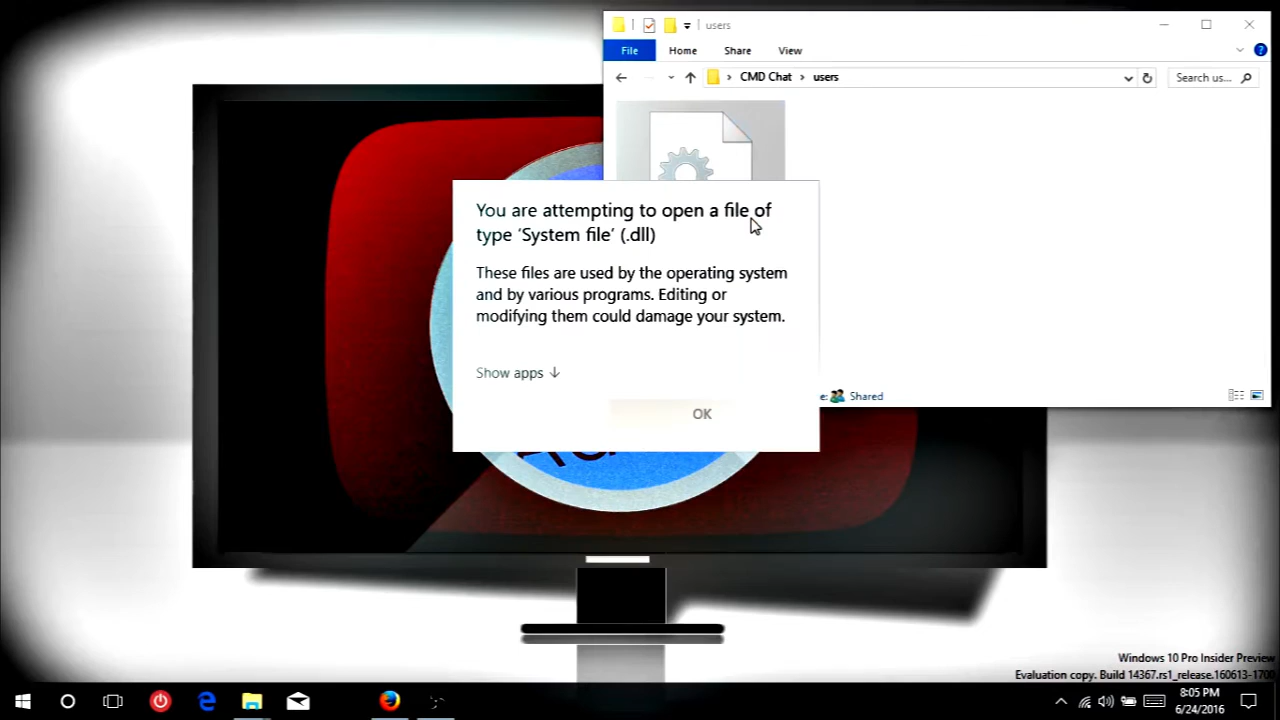 users
File Home Share View
CMD Chat users
Search us...
You are attempting to open a file of
type ‘System file’ (.dll)
These files are used by the operating system
and by various programs. Editing or
modifying them could damage your system.
Show apps
OK
e: Shared
Windows 10 Pro Insider Preview
Evaluation copy. Build 14367.rs1_release.160613-1700
8:05 PM
6/24/2016